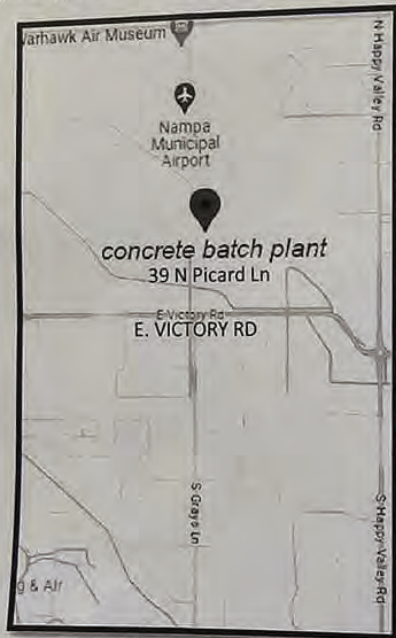 Warhawk Air Museum
N Happy Valley Rd
Nampa
Municipal
Airport
concrete batch plant
39 N Picard Ln
E Victory Rd
E. VICTORY RD
S Grays Ln
S Happy Valley Rd
g & Air